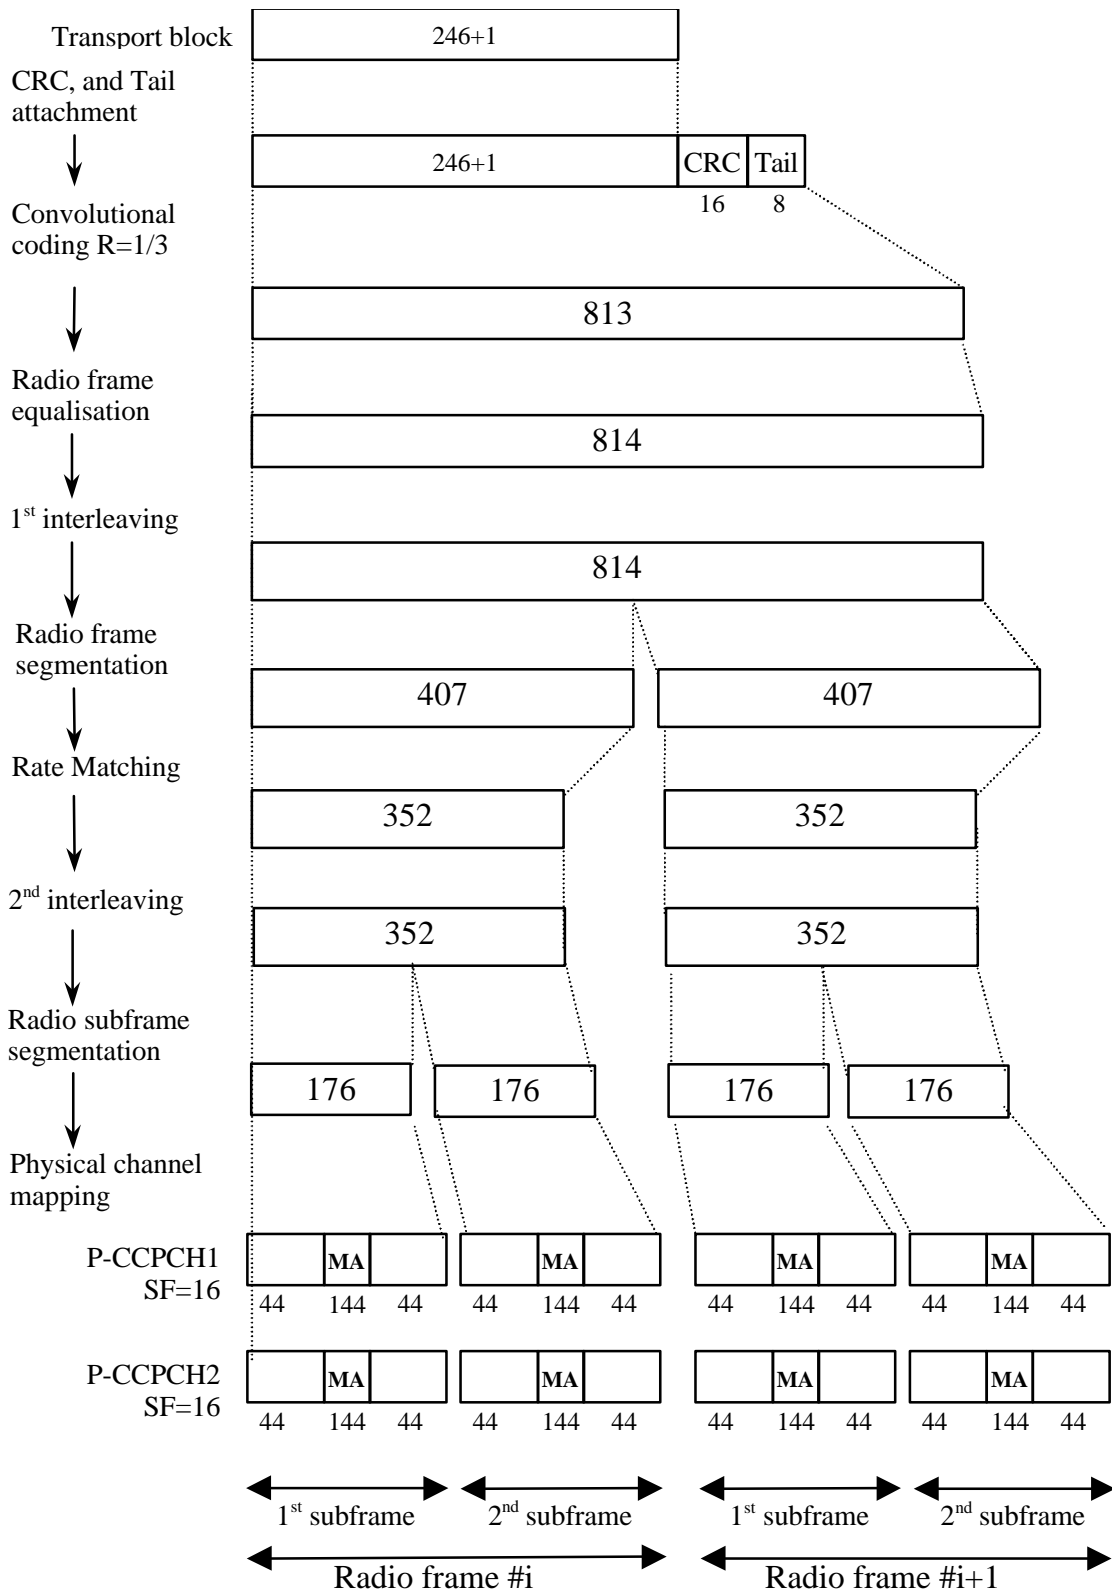 Transport block
246+1
CRC, and Tail
attachment
246+1 CRC Tail
16 8
Convolutional
coding R=1/3
813
Radio frame
equalisation
814
1st interleaving
814
Radio frame
segmentation
407 407
Rate Matching
352 352
2nd interleaving
352 352
Radio subframe
segmentation
176 176 176 176
Physical channel
mapping
P-CCPCH1
SF=16
MA MA MA MA
44 144 44 44 144 44 44 144 44 44 144 44
P-CCPCH2
SF=16
MA MA MA MA
44 144 44 44 144 44 44 144 44 44 144 44
1st subframe 2nd subframe 1st subframe 2nd subframe
Radio frame #i Radio frame #i+1